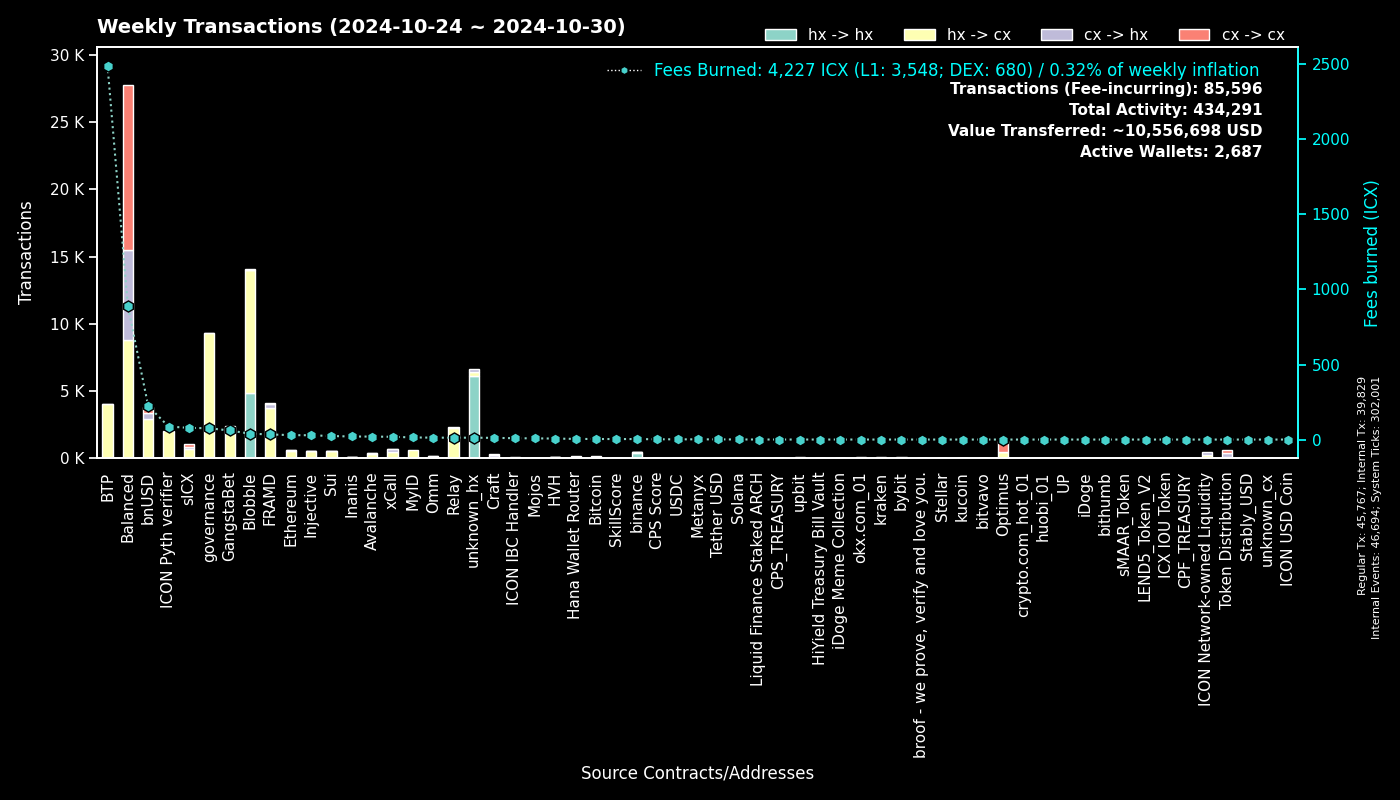 Weekly Transactions (2024-10-24 ~ 2024-10-30)
hx -> hx
hx -> cx
cx -> hx
cx -> cx
Fees Burned: 4,227 ICX (L1: 3,548; DEX: 680) / 0.32% of weekly inflation
Transactions (Fee-incurring): 85,596
Total Activity: 434,291
Value Transferred: ~10,556,698 USD
Active Wallets: 2,687
Transactions
30 K
25 K
20 K
15 K
10 K
5 K
0 K
2500
2000
1500
1000
500
0
Fees burned (ICX)
Regular Tx: 45,767; Internal Tx: 39,829
Internal Events: 46,694; System Ticks: 302,001
BTP
Balanced
bnUSD
ICON Pyth verifier
sICX
governance
GangstaBet
Blobble
FRAMD
Ethereum
Injective
Sui
Inanis
Avalanche
xCall
MyID
Omm
Relay
unknown_hx
Craft
ICON IBC Handler
Mojos
HVH
Hana Wallet Router
Bitcoin
SkillScore
binance
CPS Score
USDC
Metanyx
Tether USD
Solana
Liquid Finance Staked ARCH
CPS_TREASURY
upbit
HiYield Treasury Bill Vault
iDoge Meme Collection
okx.com_01
kraken
bybit
broof - we prove, verify and love you.
Stellar
kucoin
bitvavo
Optimus
crypto.com_hot_01
huobi_01
UP
iDoge
bithumb
sMAAR_Token
LEND5_Token_V2
ICX IOU Token
CPF_TREASURY
ICON Network-owned Liquidity
Token Distribution
Stably_USD
unknown_cx
ICON USD Coin
Source Contracts/Addresses